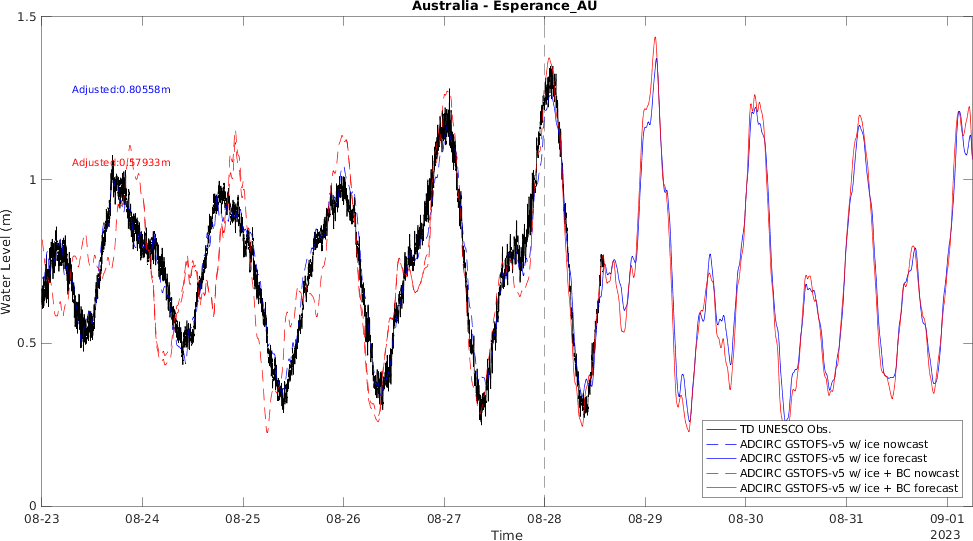 Australia - Esperance_AU
1.5
Adjusted:0.80558m
Adjusted:0.57933m
1
0.5
0
Water Level (m)
TD UNESCO Obs.
ADCIRC GSTOFS-v5 w/ ice nowcast
ADCIRC GSTOFS-v5 w/ ice forecast
ADCIRC GSTOFS-v5 w/ ice + BC nowcast
ADCIRC GSTOFS-v5 w/ ice + BC forecast
08-23 08-24 08-25 08-26 08-27 08-28 08-29 08-30 08-31 09-01
2023
Time